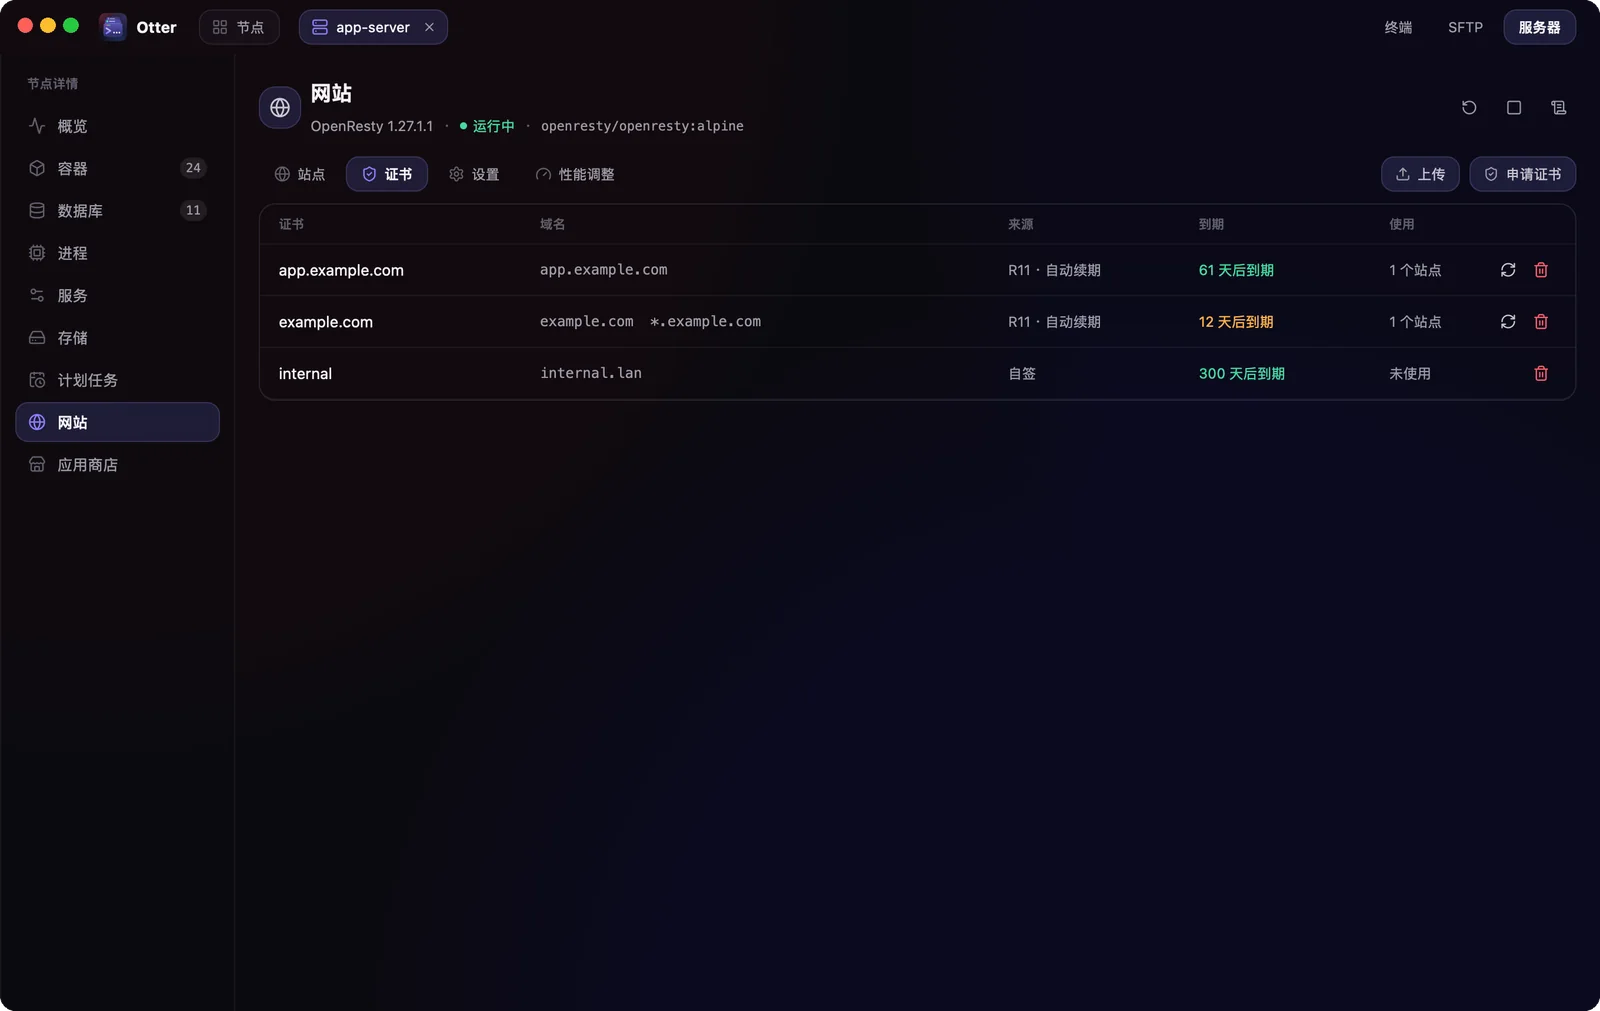 Otter
节点
app-server
终端
SFTP
服务器
节点详情
概览
容器 24
数据库 11
进程
服务
存储
计划任务
网站
应用商店
网站
OpenResty 1.27.1.1 · 运行中 · openresty/openresty:alpine
站点
证书
设置
性能调整
上传
申请证书
证书 域名 来源 到期 使用
app.example.com app.example.com R11 · 自动续期 61 天后到期 1 个站点
example.com example.com *.example.com R11 · 自动续期 12 天后到期 1 个站点
internal internal.lan 自签 300 天后到期 未使用